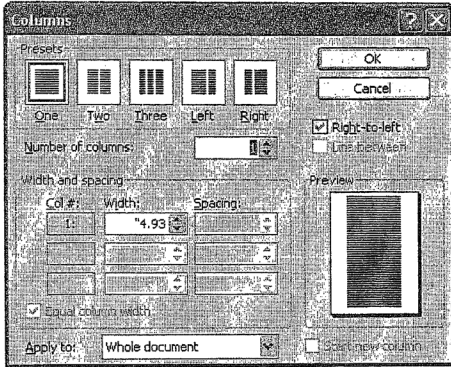 Columns
Presets
One Two Three Left Right
OK
Cancel
Number of columns: 1
Right-to-left
Line between
Width and spacing
Col #: Width: Spacing:
1: "4.93
Equal column width
Preview
Apply to: Whole document
Start new column